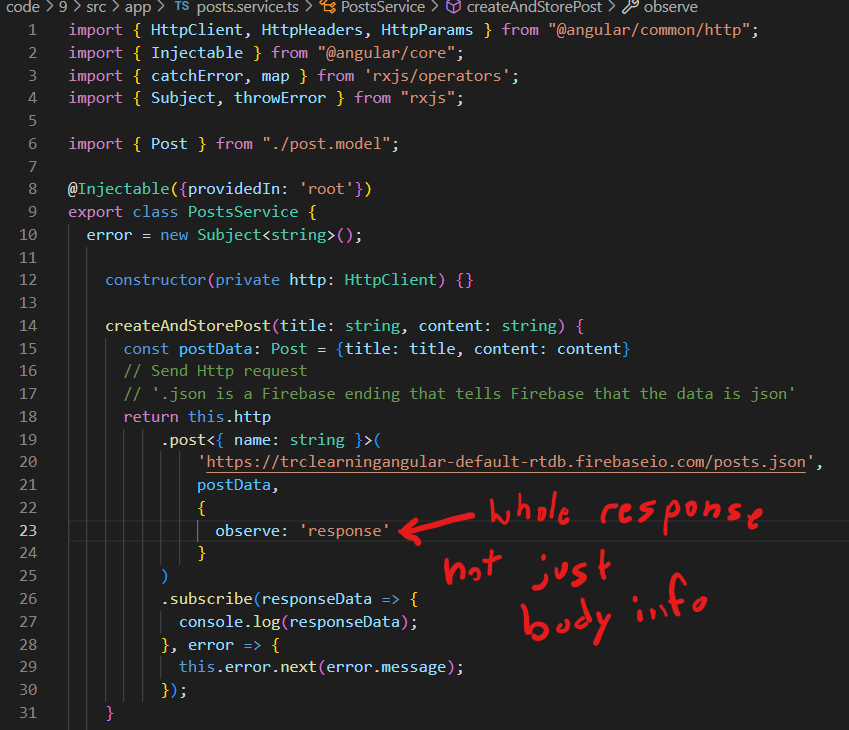 code > 9 > src > app > TS posts.service.ts > PostsService > createAndStorePost > observe
1 import { HttpClient, HttpHeaders, HttpParams } from "@angular/common/http";
2 import { Injectable } from "@angular/core";
3 import { catchError, map } from 'rxjs/operators';
4 import { Subject, throwError } from "rxjs";
5
6 import { Post } from "./post.model";
7
8 @Injectable({providedIn: 'root'})
9 export class PostsService {
10 error = new Subject<string>();
11
12 constructor(private http: HttpClient) {}
13
14 createAndStorePost(title: string, content: string) {
15 const postData: Post = {title: title, content: content}
16 // Send Http request
17 // '.json is a Firebase ending that tells Firebase that the data is json'
18 return this.http
19 .post<{ name: string }>(
20 'https://trclearningangular-default-rtdb.firebaseio.com/posts.json',
21 postData,
22 {
23 observe: 'response'
24 }
25 )
26 .subscribe(responseData => {
27 console.log(responseData);
28 }, error => {
29 this.error.next(error.message);
30 });
31 }
whole response
not just
body info